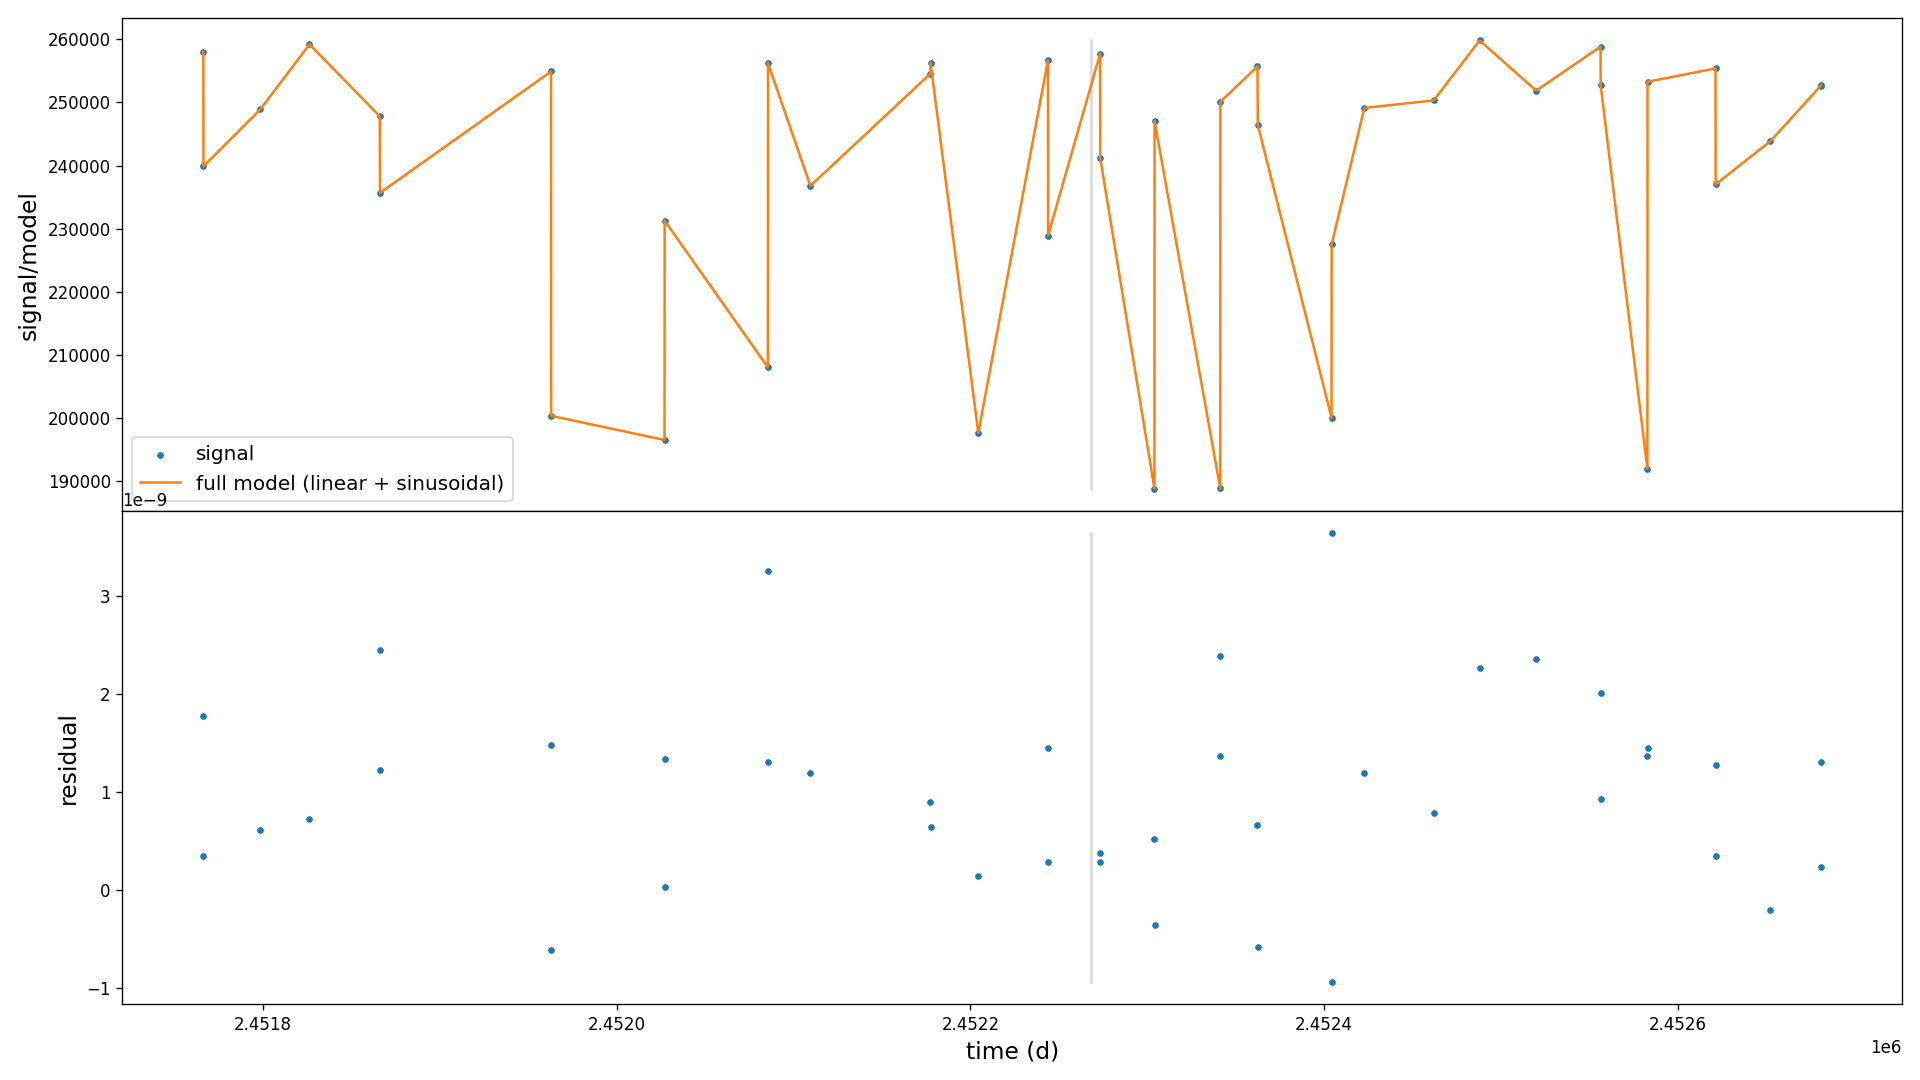 260000
250000
240000
230000
220000
210000
200000
190000
signal/model
signal
full model (linear + sinusoidal)
1e−9
3
2
1
0
−1
residual
2.4518
2.4520
2.4522
2.4524
2.4526
time (d)
1e6